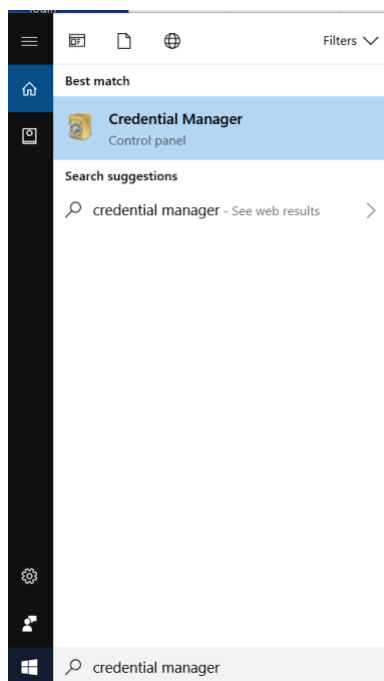 Filters
Best match
Credential Manager
Control panel
Search suggestions
credential manager - See web results
credential manager